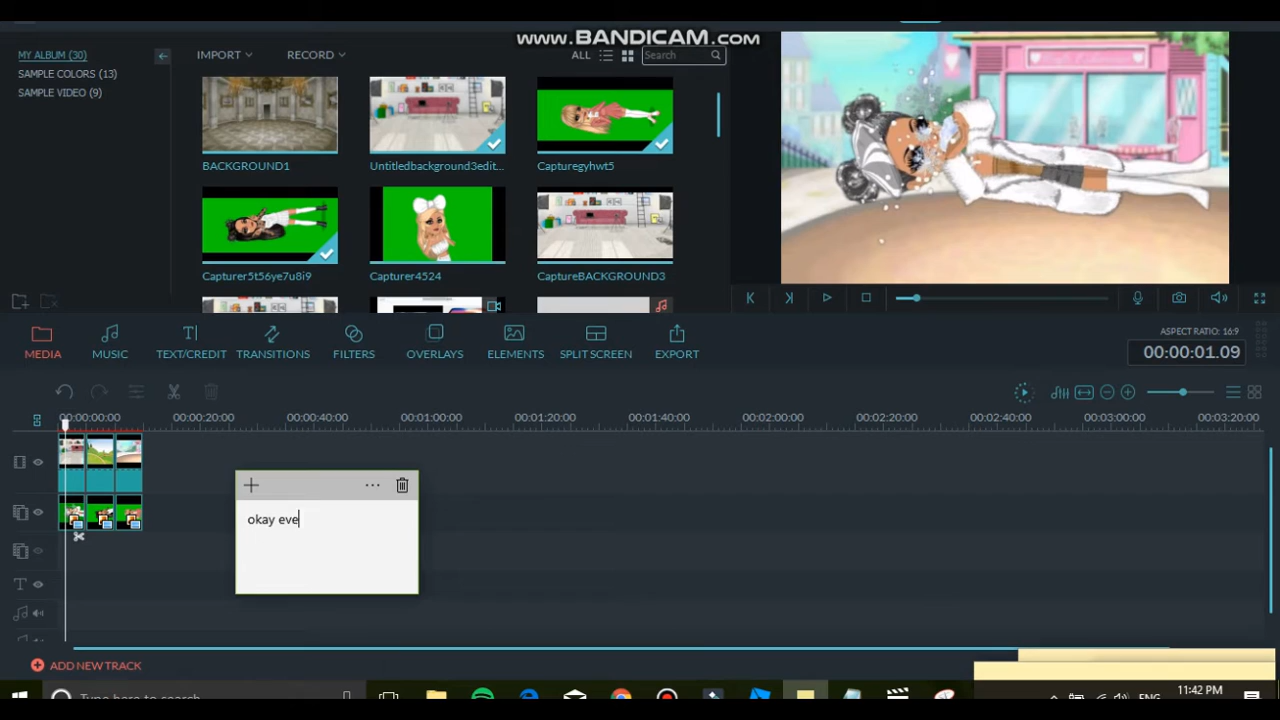 www.BANDICAM.com
MY ALBUM (30)
SAMPLE COLORS (13)
SAMPLE VIDEO (9)
IMPORT
RECORD
ALL
Search
BACKGROUND1
Untitledbackground3edit...
Capturegyhwt5
Capturer5t56ye7u8i9
Capturer4524
CaptureBACKGROUND3
MEDIA
MUSIC
TEXT/CREDIT
TRANSITIONS
FILTERS
OVERLAYS
ELEMENTS
SPLIT SCREEN
EXPORT
ASPECT RATIO: 16:9
00:00:01.09
00:00:00:00
00:00:20:00
00:00:40:00
00:01:00:00
00:01:20:00
00:01:40:00
00:02:00:00
00:02:20:00
00:02:40:00
00:03:00:00
00:03:20:00
okay eve
ADD NEW TRACK
Type here to search
ENG
11:42 PM